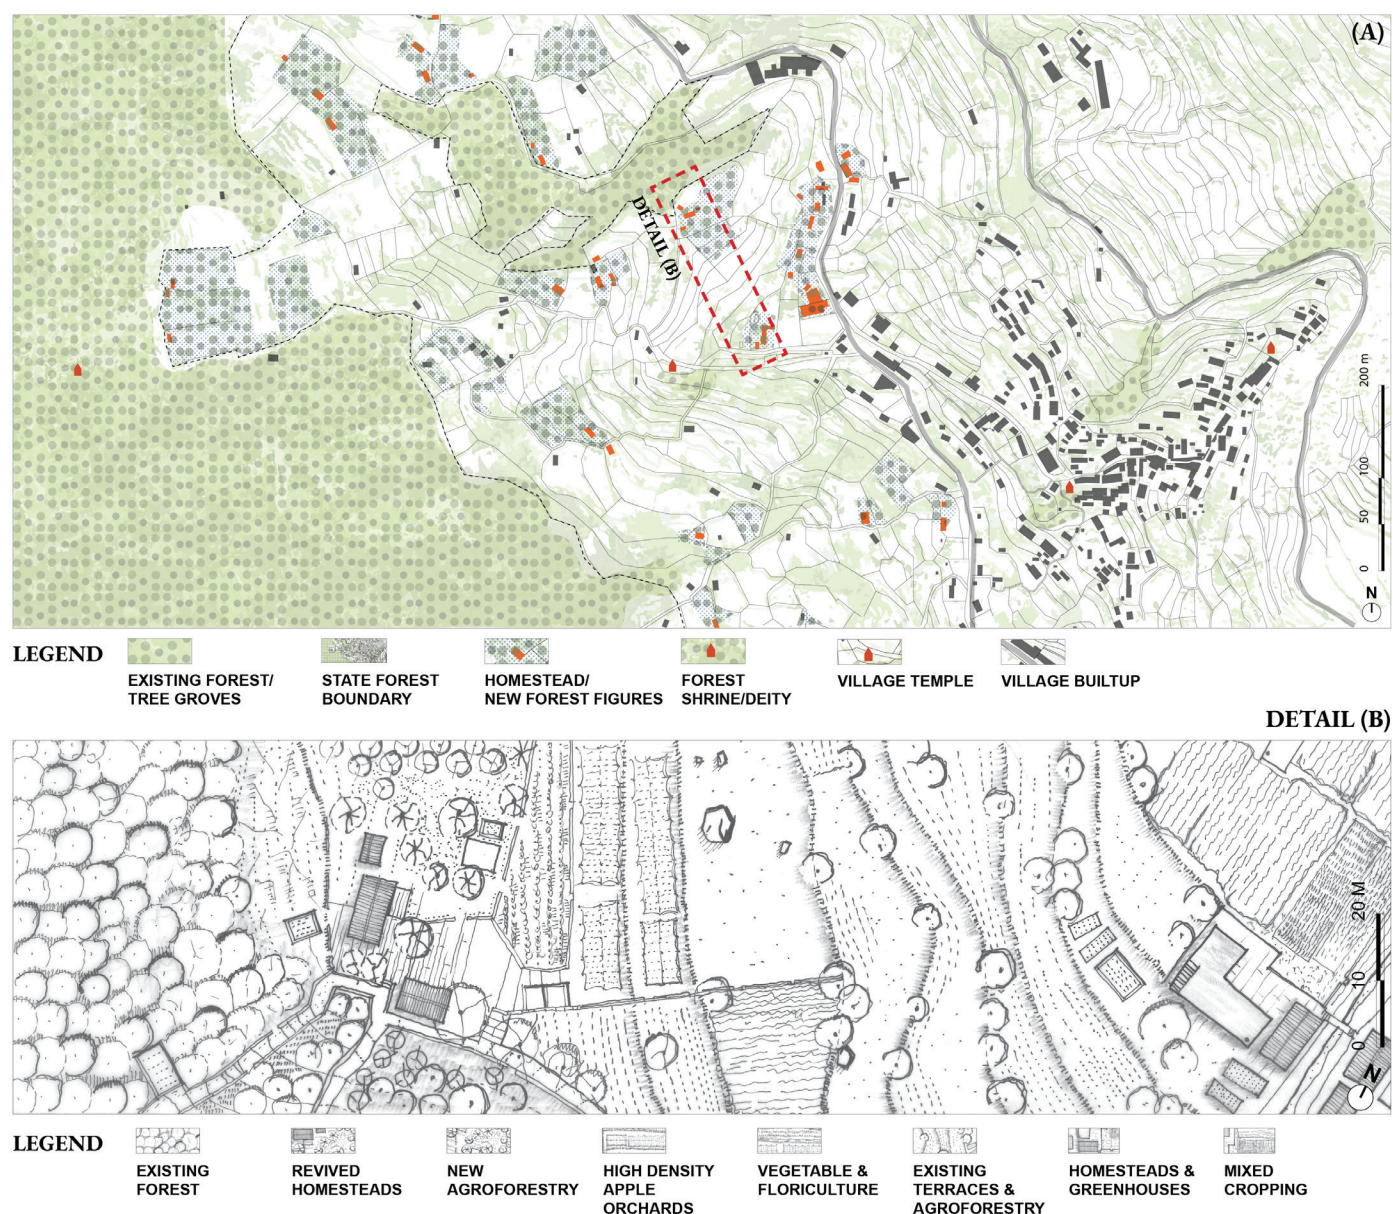 (A)
DETAIL (B)
200 m
100
50
0
N
LEGEND
EXISTING FOREST/
TREE GROVES
STATE FOREST
BOUNDARY
HOMESTEAD/
NEW FOREST FIGURES
FOREST
SHRINE/DEITY
VILLAGE TEMPLE
VILLAGE BUILTUP
DETAIL (B)
20 M
10
0
N
LEGEND
EXISTING
FOREST
REVIVED
HOMESTEADS
NEW
AGROFORESTRY
HIGH DENSITY
APPLE
ORCHARDS
VEGETABLE &
FLORICULTURE
EXISTING
TERRACES &
AGROFORESTRY
HOMESTEADS &
GREENHOUSES
MIXED
CROPPING